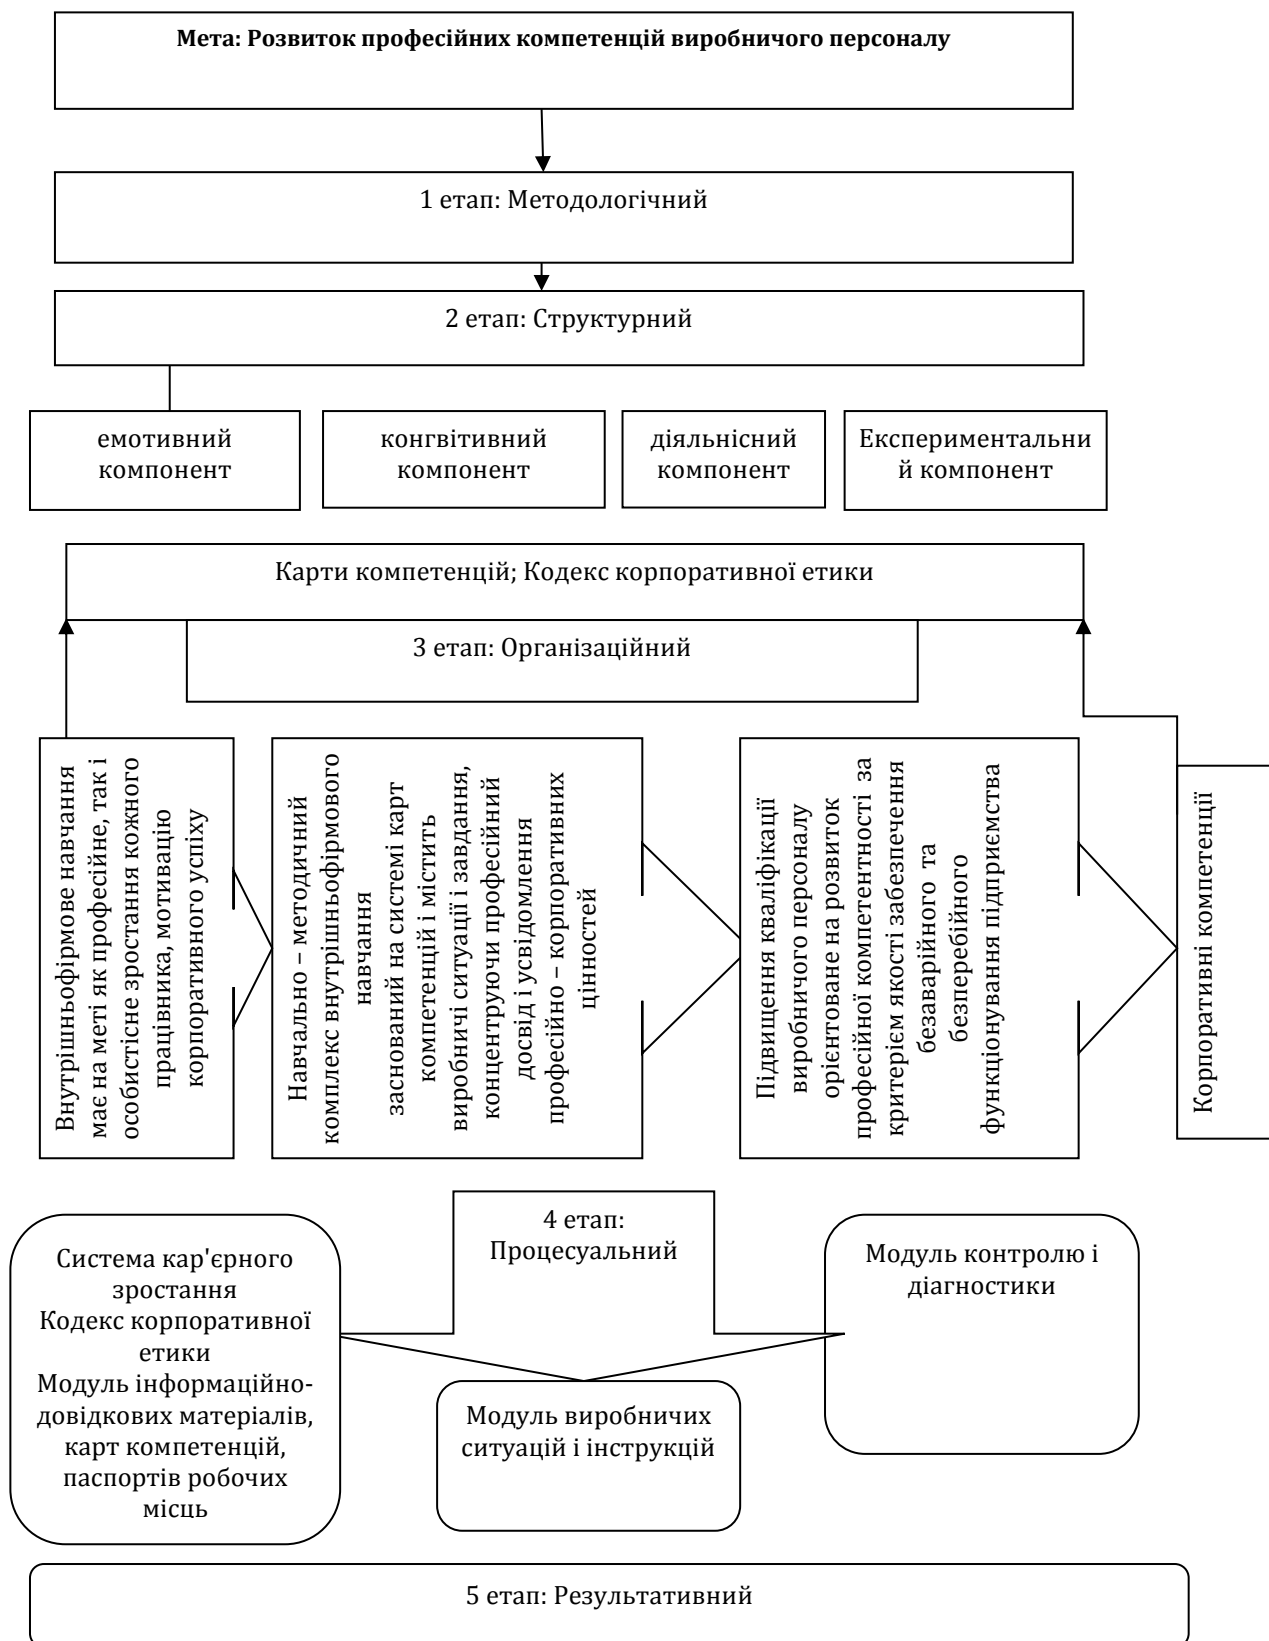 Мета: Розвиток професійних компетенцій виробничого персоналу
1 етап: Методологічний
2 етап: Структурний
емотивний
компонент
конгвітивний
компонент
діяльнісний
компонент
Експериментальни
й компонент
Карти компетенцій; Кодекс корпоративної етики
3 етап: Організаційний
Внутрішньофірмове навчання
має на меті як професійне, так і
особистісне зростання кожного
працівника, мотивацію
корпоративного успіху
Навчально – методичний
комплекс внутрішньофірмового
навчання
заснований на системі карт
компетенцій і містить
виробничі ситуації і завдання,
концентруючи професійний
досвід і усвідомлення
професійно – корпоративних
цінностей
Підвищення кваліфікації
виробничого персоналу
орієнтоване на розвиток
професійної компетентності за
критерієм якості забезпечення
безаварійного та
безперебійного
функціонування підприємства
Корпоративні компетенції
4 етап:
Процесуальний
Система кар'єрного
зростання
Кодекс корпоративної
етики
Модуль інформаційно-
довідкових матеріалів,
карт компетенцій,
паспортів робочих
місць
Модуль виробничих
ситуацій і інструкцій
Модуль контролю і
діагностики
5 етап: Результативний